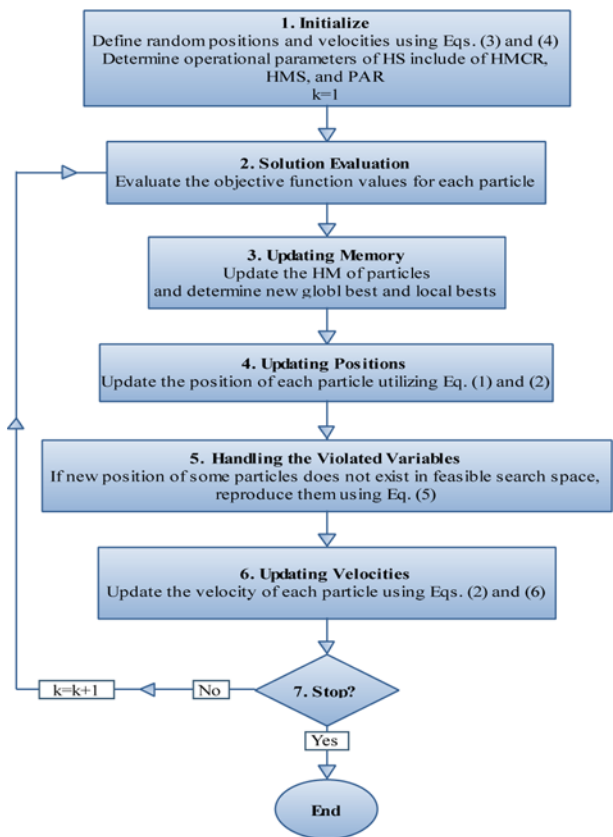 1. Initialize
Define random positions and velocities using Eqs. (3) and (4)
Determine operational parameters of HS include of HMCR,
HMS, and PAR
k=1
2. Solution Evaluation
Evaluate the objective function values for each particle
3. Updating Memory
Update the HM of particles
and determine new globl best and local bests
4. Updating Positions
Update the position of each particle utilizing Eq. (1) and (2)
5. Handling the Violated Variables
If new position of some particles does not exist in feasible search space,
reproduce them using Eq. (5)
6. Updating Velocities
Update the velocity of each particle using Eqs. (2) and (6)
7. Stop?
No
k=k+1
Yes
End